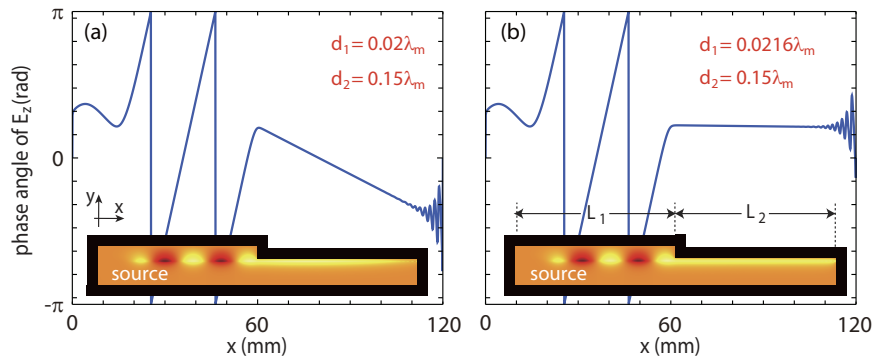 (a)
d₁ = 0.02λₘ
d₂ = 0.15λₘ
phase angle of E_z (rad)
π
0
-π
y
x
source
0
60
120
x (mm)
(b)
d₁ = 0.0216λₘ
d₂ = 0.15λₘ
L₁
L₂
source
0
60
120
x (mm)